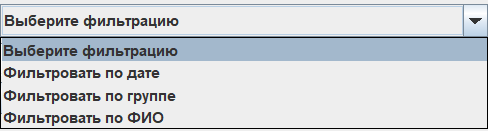 Выберите фильтрацию
Выберите фильтрацию
Фильтровать по дате
Фильтровать по группе
Фильтровать по ФИО